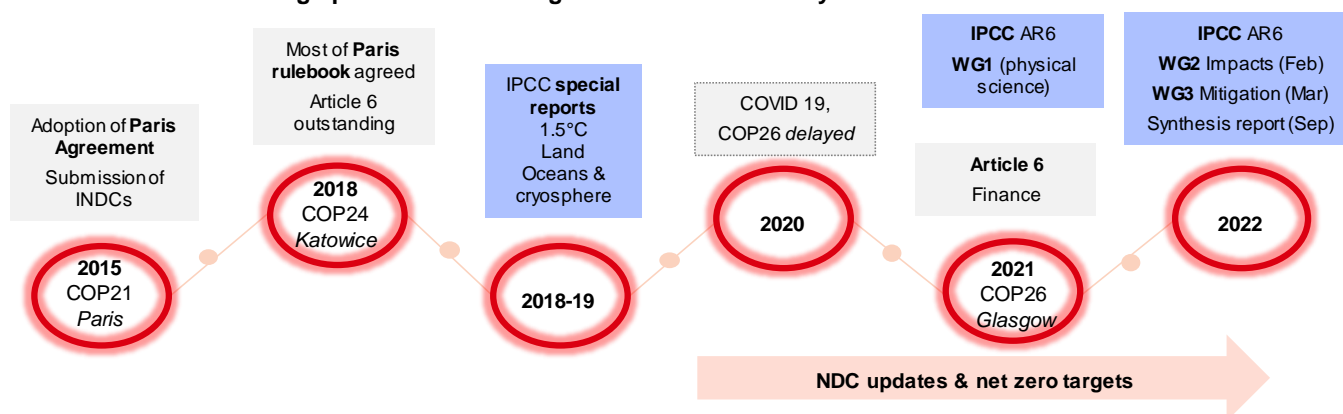 Adoption of Paris
Agreement
Submission of
INDCs
2015
COP21
Paris
Most of Paris
rulebook agreed
Article 6
outstanding
2018
COP24
Katowice
IPCC special
reports
1.5°C
Land
Oceans &
cryosphere
2018-19
COVID 19,
COP26 delayed
2020
IPCC AR6
WG1 (physical
science)
Article 6
Finance
2021
COP26
Glasgow
IPCC AR6
WG2 Impacts (Feb)
WG3 Mitigation (Mar)
Synthesis report (Sep)
2022
NDC updates & net zero targets